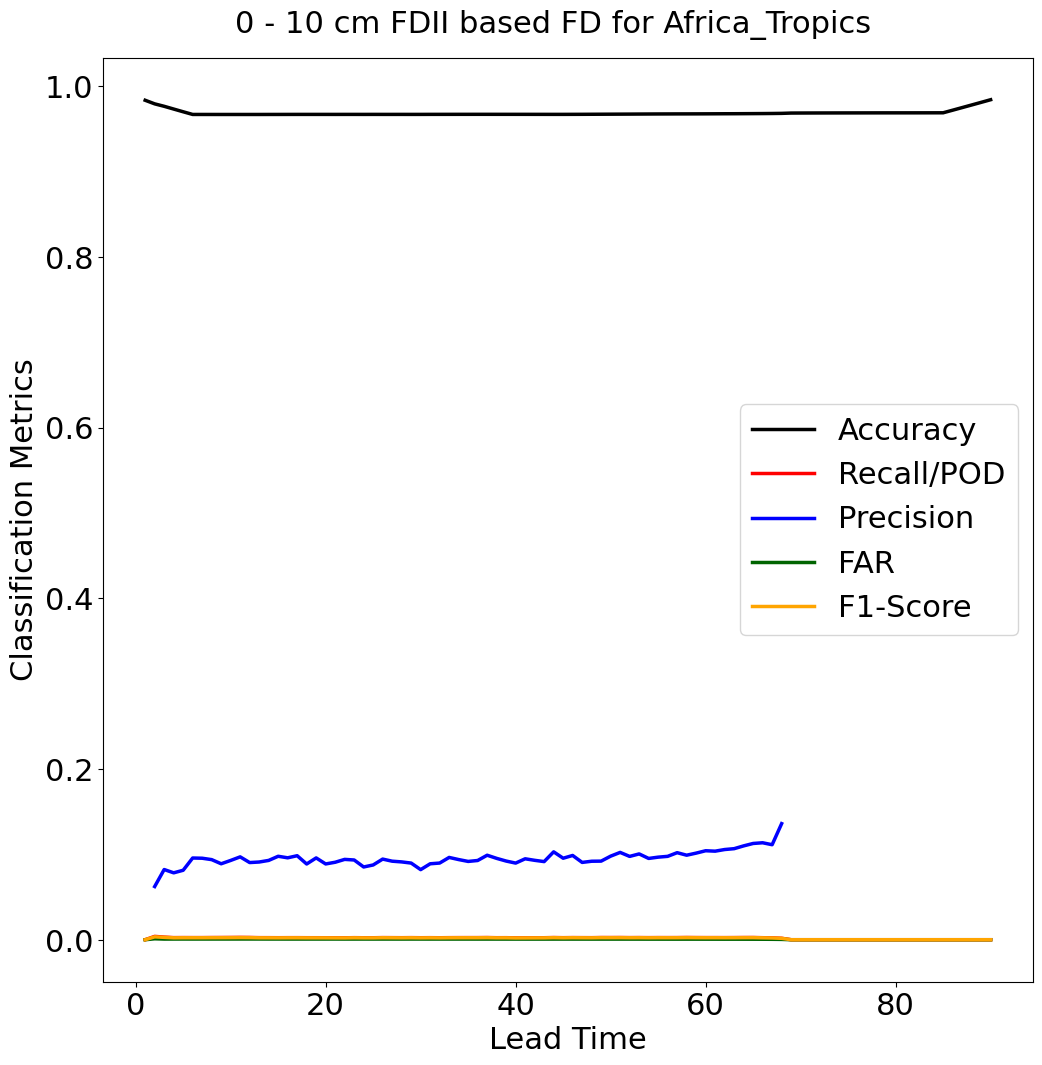 0 - 10 cm FDII based FD for Africa_Tropics
1.0
0.8
0.6
0.4
0.2
0.0
Classification Metrics
Accuracy
Recall/POD
Precision
FAR
F1-Score
0 20 40 60 80
Lead Time